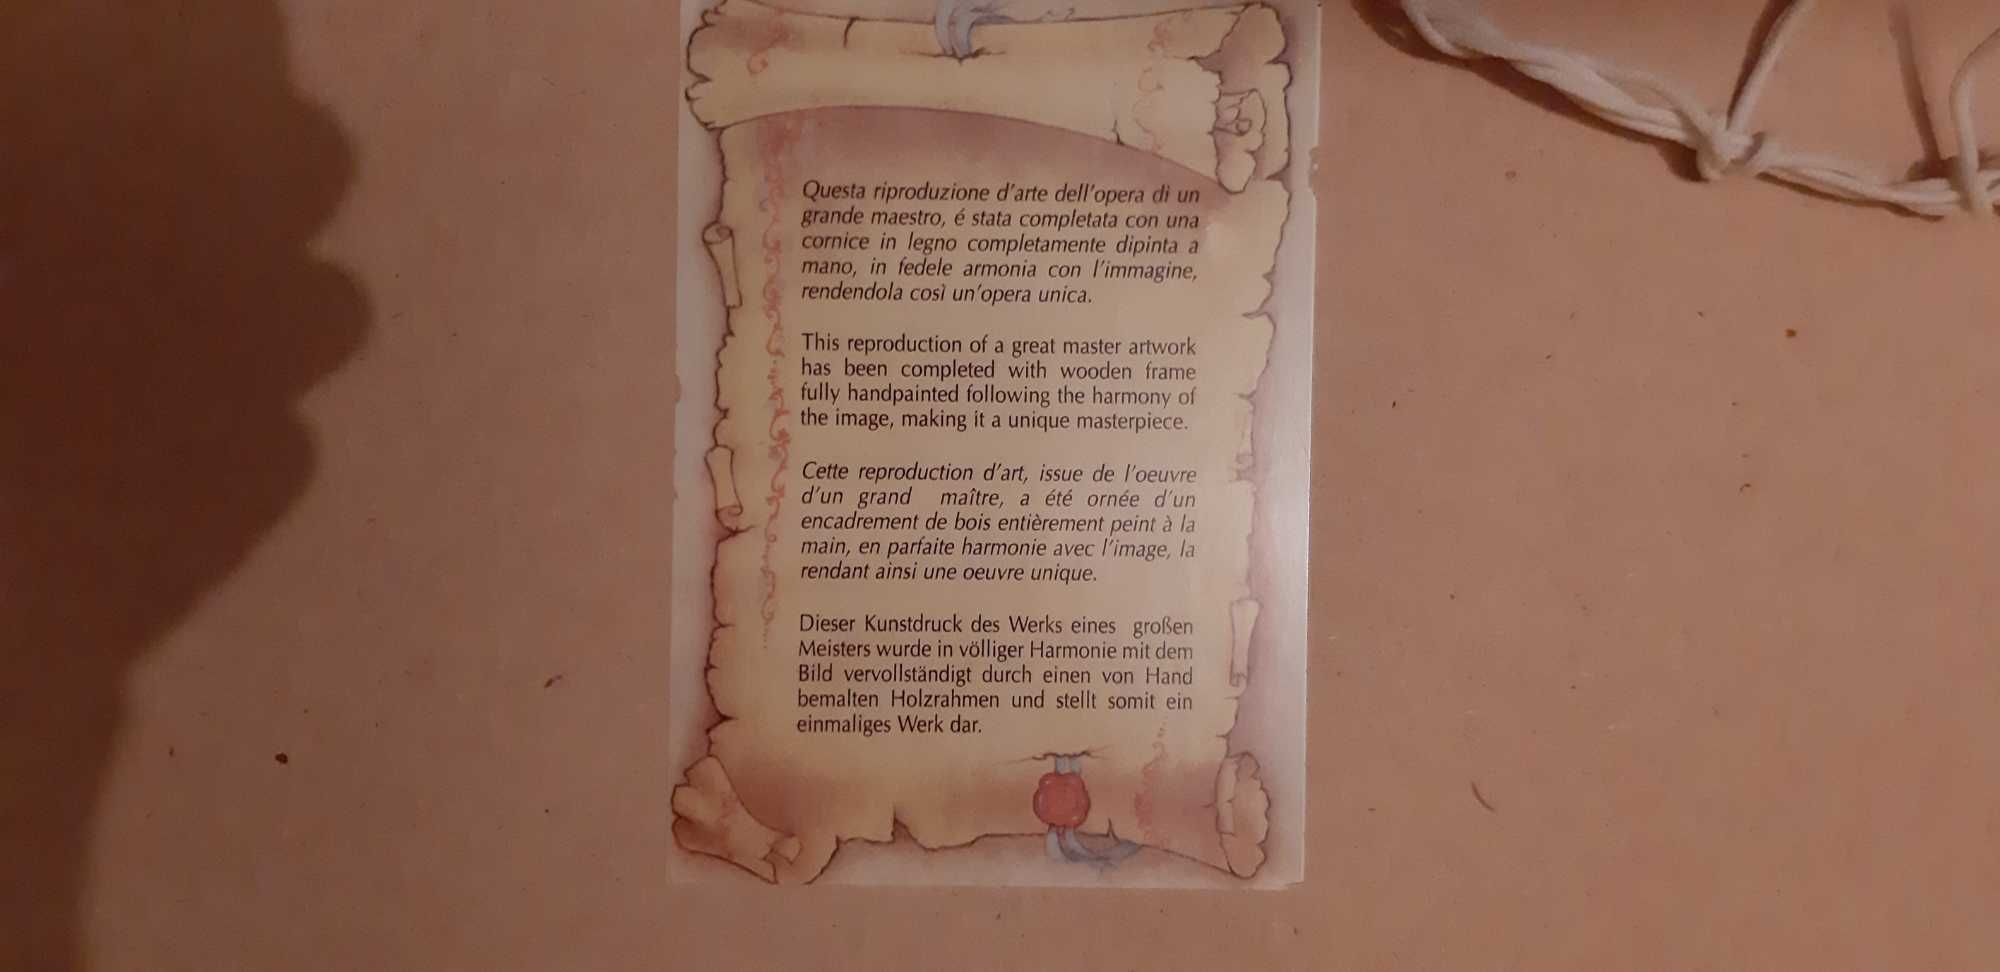 Questa riproduzione d'arte dell'opera di un
grande maestro, é stata completata con una
cornice in legno completamente dipinta a
mano, in fedele armonia con l'immagine,
rendendola così un'opera unica.
This reproduction of a great master artwork
has been completed with wooden frame
fully handpainted following the harmony of
the image, making it a unique masterpiece.
Cette reproduction d'art, issue de l'oeuvre
d'un grand maître, a été ornée d'un
encadrement de bois entièrement peint à la
main, en parfaite harmonie avec l'image, la
rendant ainsi une oeuvre unique.
Dieser Kunstdruck des Werks eines großen
Meisters wurde in völliger Harmonie mit dem
Bild vervollständigt durch einen von Hand
bemalten Holzrahmen und stellt somit ein
einmaliges Werk dar.